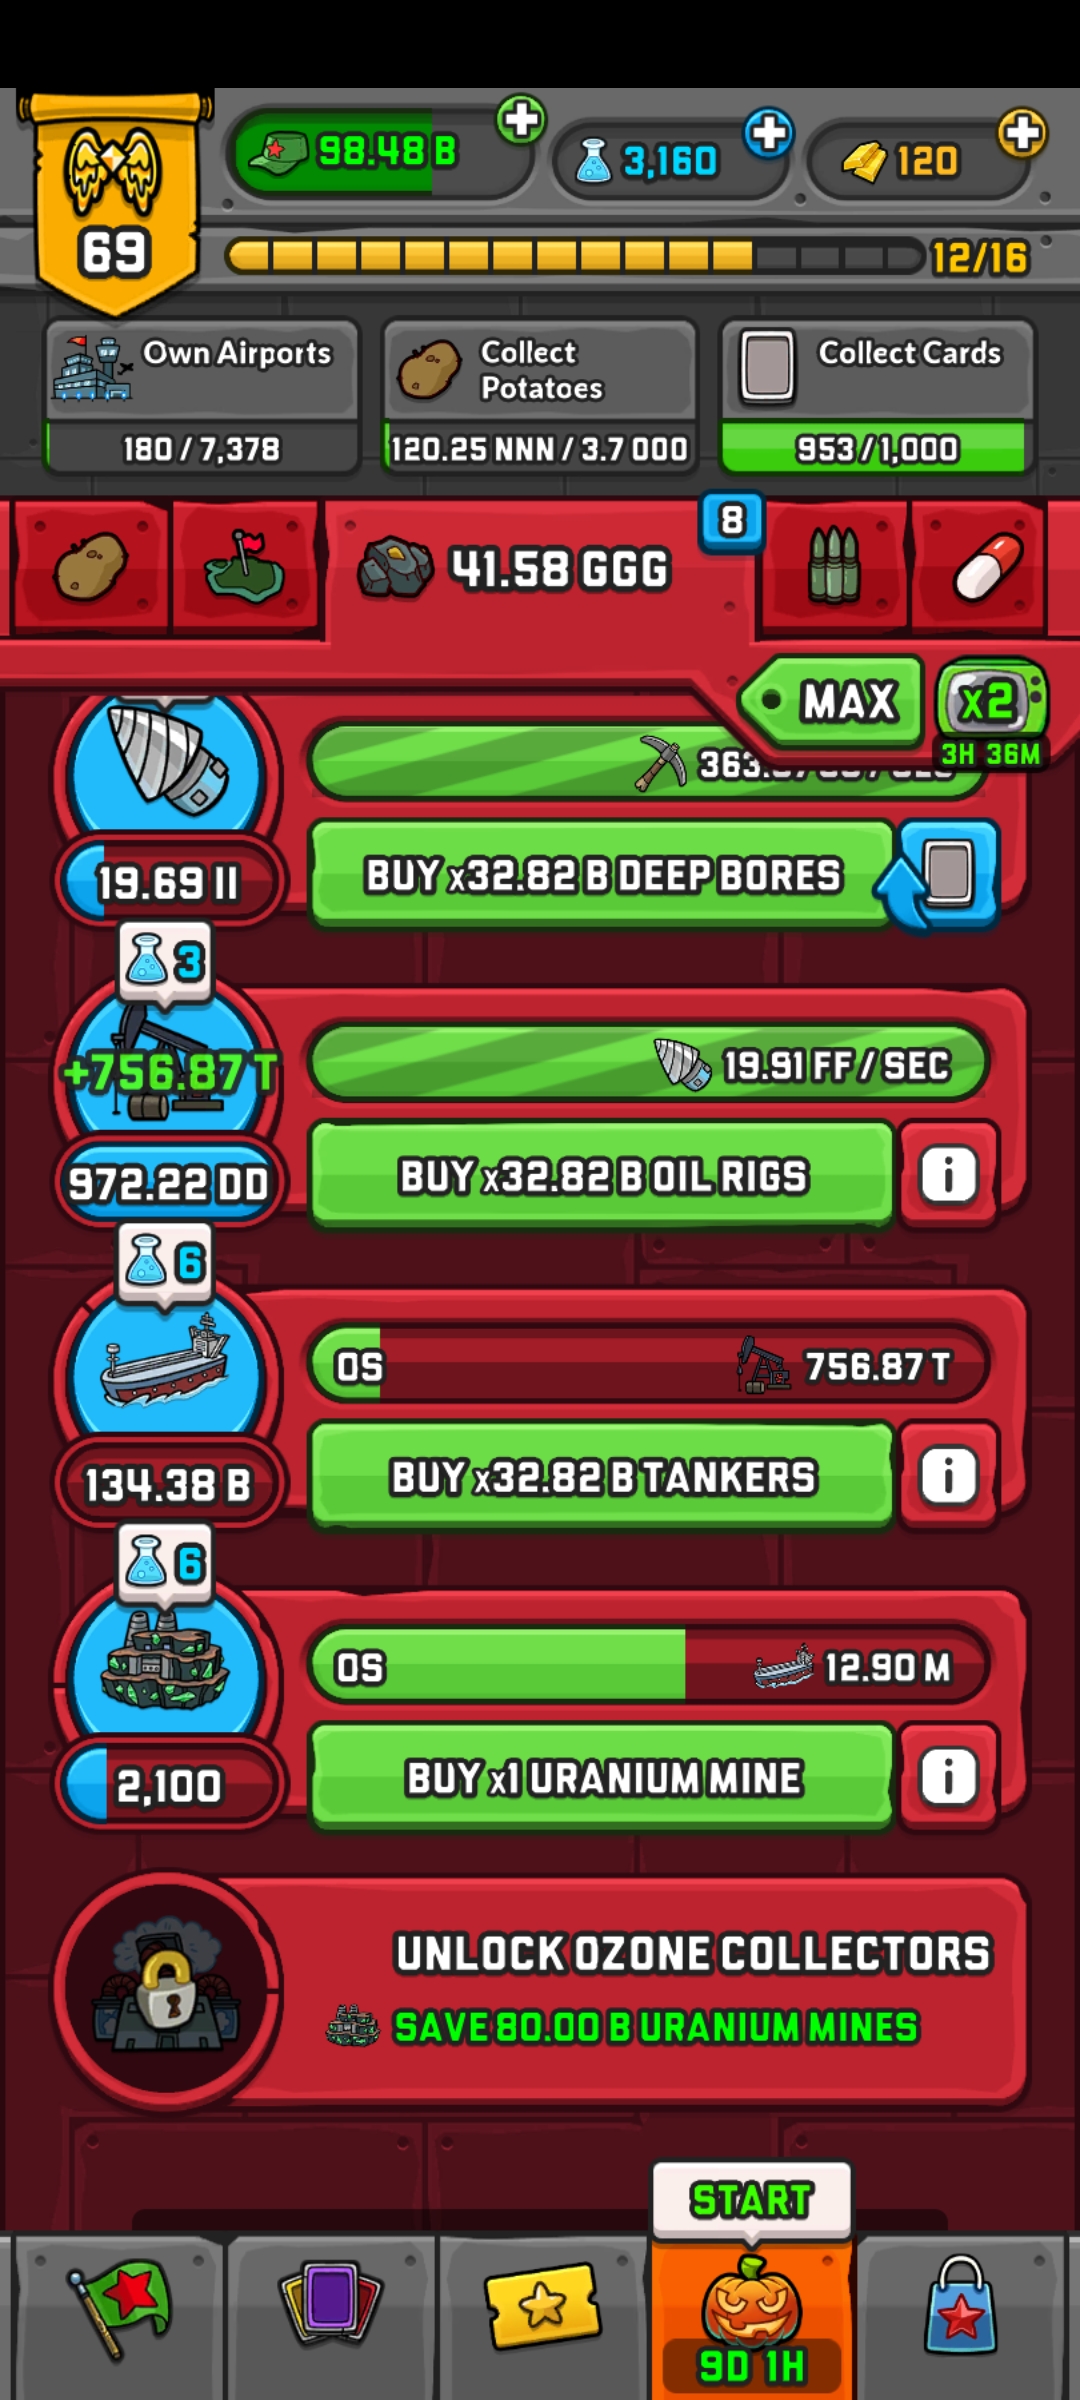 69
98.48 B
3,160
120
12/16
Own Airports
180 / 7,378
Collect
Potatoes
120.25 NNN / 3.7 OOO
Collect Cards
953 / 1,000
41.58 GGG
8
MAX
x2
3H 36M
19.69 II
BUY x32.82 B DEEP BORES
3
+756.87 T
19.91 FF / SEC
972.22 DD
BUY x32.82 B OIL RIGS
6
0S
756.87 T
134.38 B
BUY x32.82 B TANKERS
6
0S
12.90 M
2,100
BUY x1 URANIUM MINE
UNLOCK OZONE COLLECTORS
SAVE 80.00 B URANIUM MINES
START
9D 1H